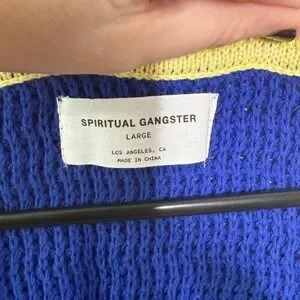 SPIRITUAL GANGSTER
LARGE
LOS ANGELES, CA
MADE IN CHINA